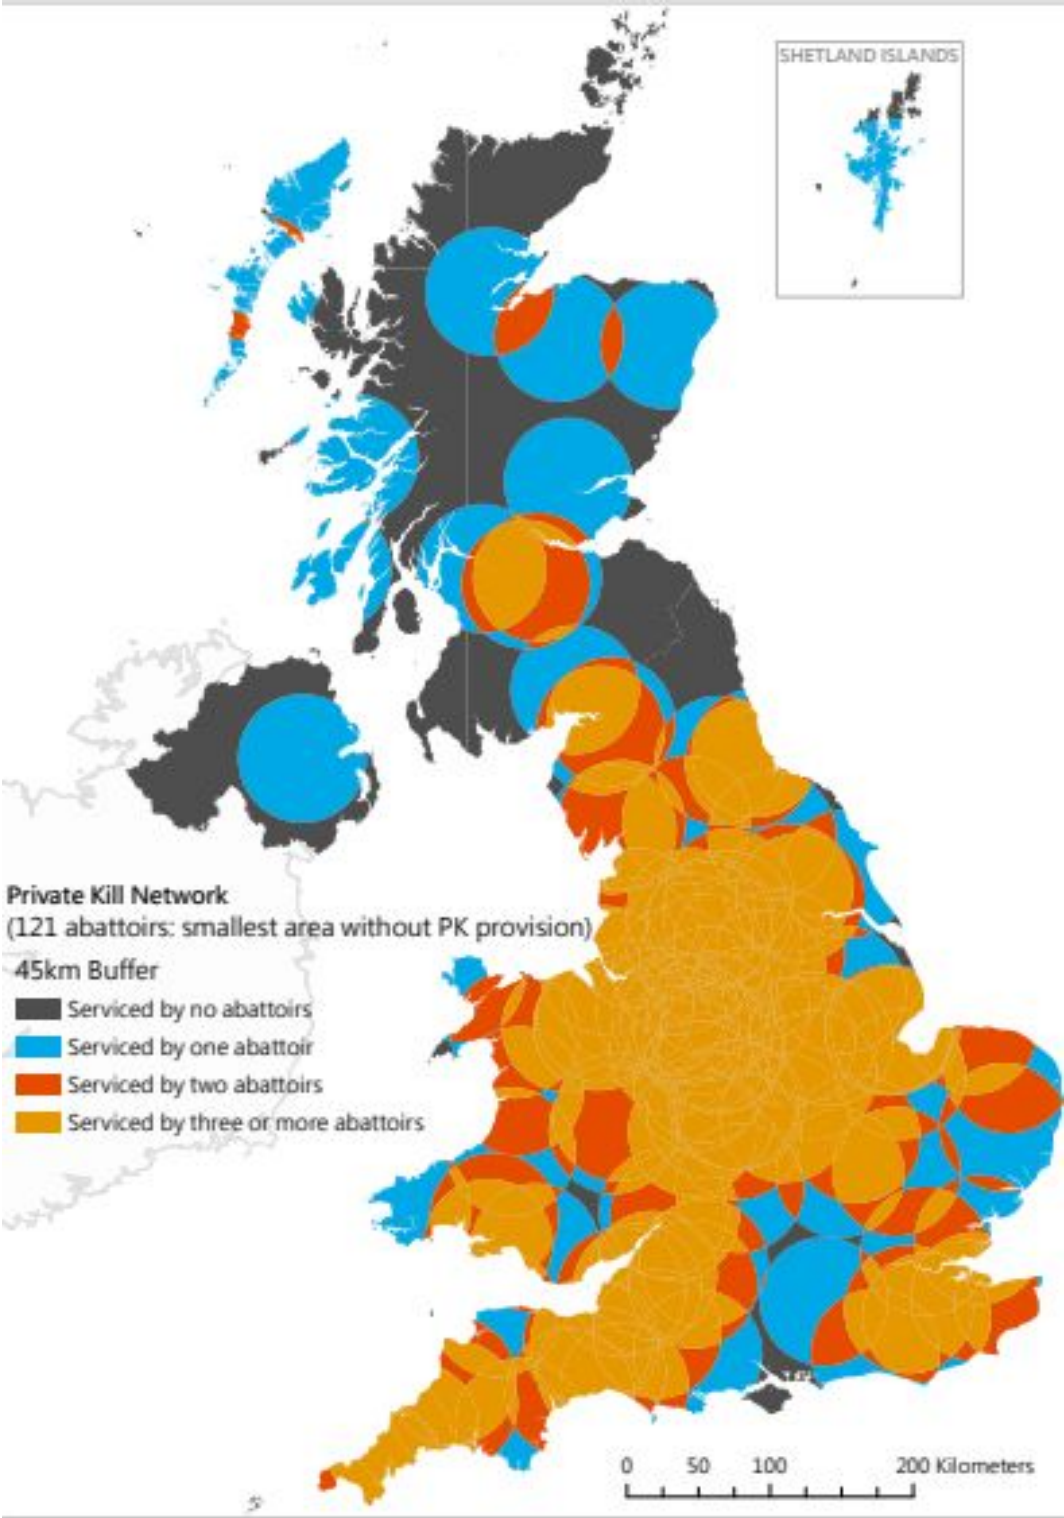 SHETLAND ISLANDS
Private Kill Network
(121 abattoirs: smallest area without PK provision)
45km Buffer
Serviced by no abattoirs
Serviced by one abattoir
Serviced by two abattoirs
Serviced by three or more abattoirs
0 50 100 200 Kilometers